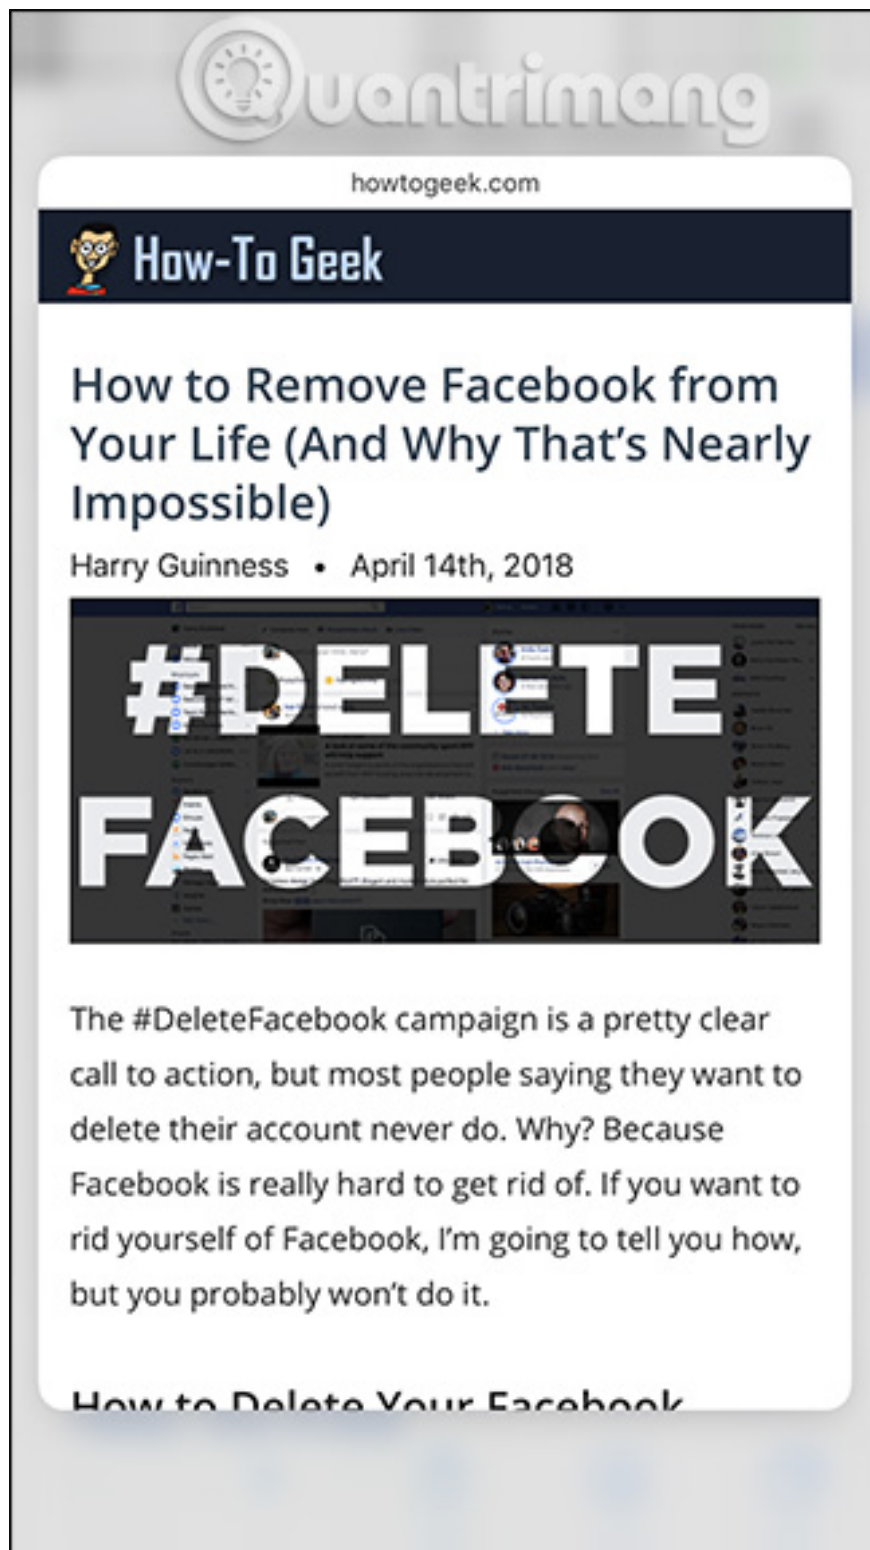 Quantrimang
howtogeek.com
How-To Geek
How to Remove Facebook from
Your Life (And Why That's Nearly
Impossible)
Harry Guinness • April 14th, 2018
#DELETE
FACEBOOK
The #DeleteFacebook campaign is a pretty clear
call to action, but most people saying they want to
delete their account never do. Why? Because
Facebook is really hard to get rid of. If you want to
rid yourself of Facebook, I'm going to tell you how,
but you probably won't do it.
How to Delete Your Facebook